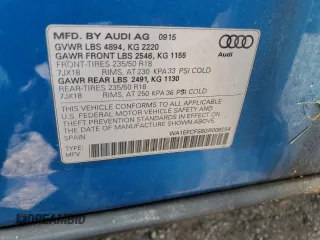 MFD. BY AUDI AG 0915
GVWR LBS 4894, KG 2220
GAWR FRONT LBS 2546, KG 1155
FRONT-TIRES 235/50 R18
7JX18 RIMS, AT 230 KPA 33 PSI COLD
GAWR REAR LBS 2491, KG 1130
REAR-TIRES 235/50 R18
7JX18 RIMS, AT 250 KPA 36 PSI COLD
THIS VEHICLE CONFORMS TO ALL APPLICABLE
FEDERAL MOTOR VEHICLE SAFETY AND
THEFT PREVENTION STANDARDS IN EFFECT
ON THE DATE OF MANUFACTURE SHOWN ABOVE
SPAIN
TYPE:
MPV
Audi